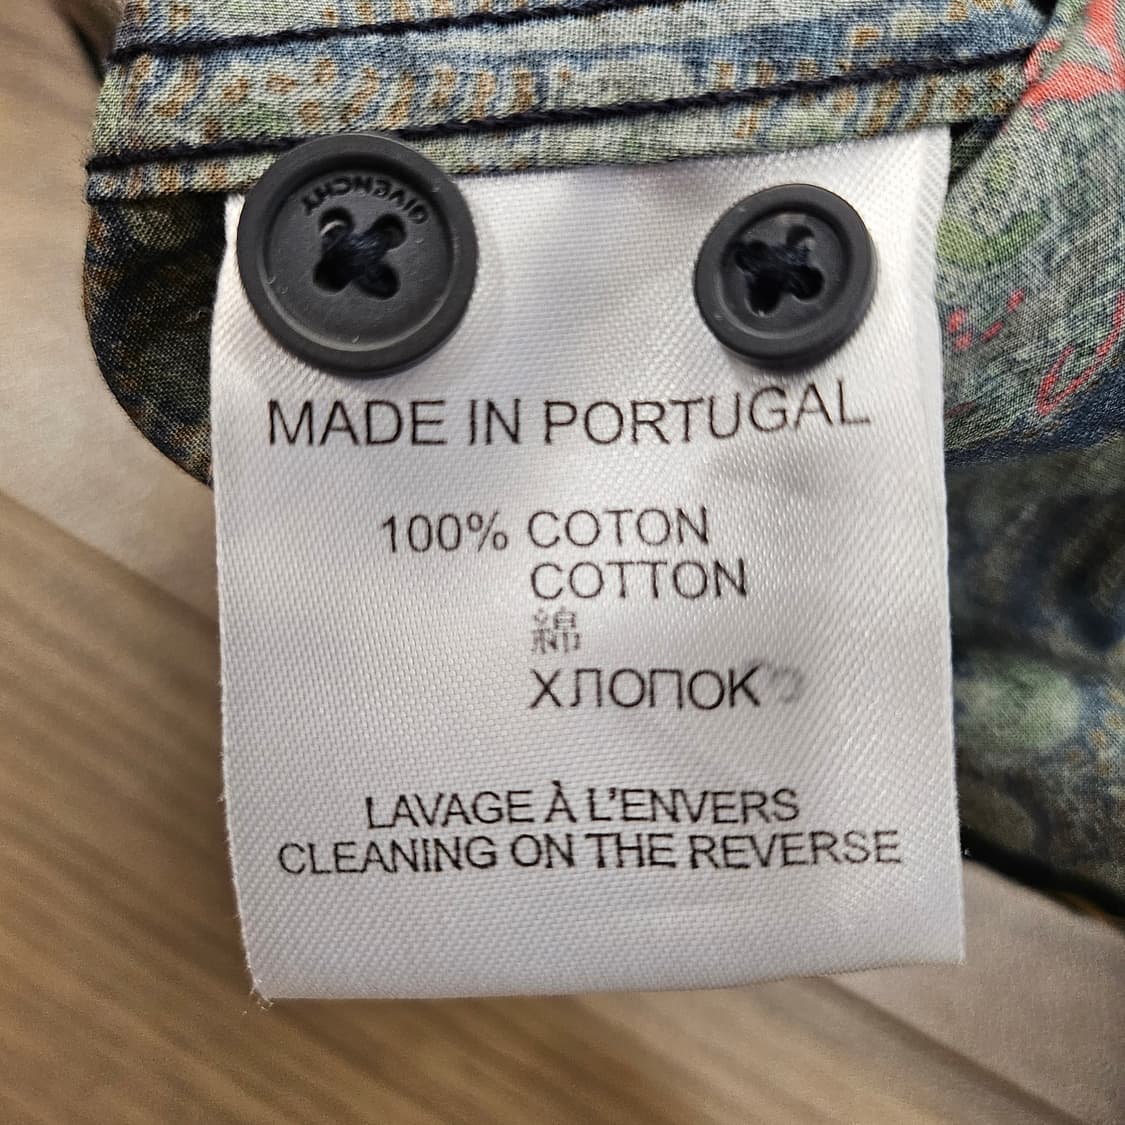 GIVENCHY
MADE IN PORTUGAL
100% COTON
COTTON
綿
ХЛОПОК
LAVAGE À L'ENVERS
CLEANING ON THE REVERSE